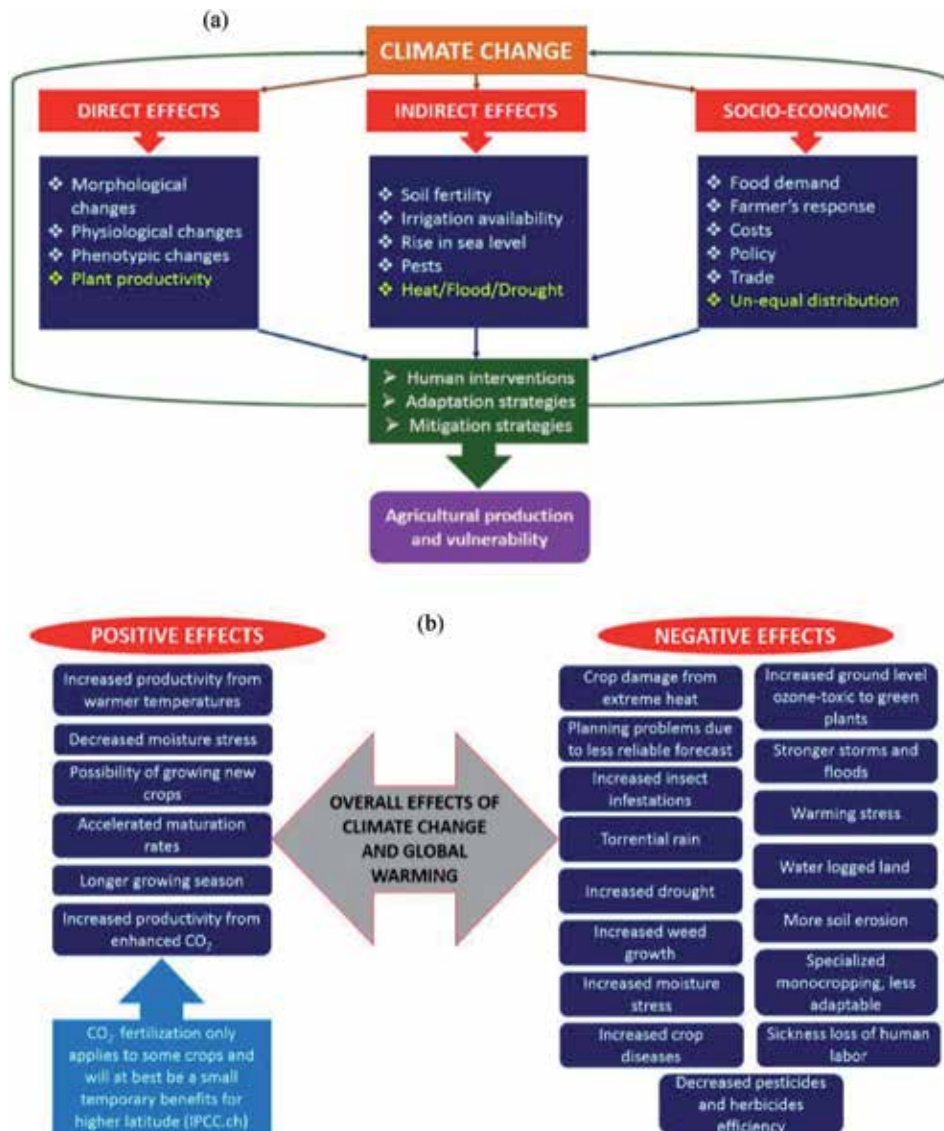 (a)
CLIMATE CHANGE
DIRECT EFFECTS
❖ Morphological
changes
❖ Physiological changes
❖ Phenotypic changes
❖ Plant productivity
INDIRECT EFFECTS
❖ Soil fertility
❖ Irrigation availability
❖ Rise in sea level
❖ Pests
❖ Heat/Flood/Drought
SOCIO-ECONOMIC
❖ Food demand
❖ Farmer's response
❖ Costs
❖ Policy
❖ Trade
❖ Un-equal distribution
➢ Human interventions
➢ Adaptation strategies
➢ Mitigation strategies
Agricultural production
and vulnerability
(b)
POSITIVE EFFECTS
Increased productivity from
warmer temperatures
Decreased moisture stress
Possibility of growing new
crops
Accelerated maturation
rates
Longer growing season
Increased productivity from
enhanced CO₂
CO₂ fertilization only
applies to some crops and
will at best be a small
temporary benefits for
higher latitude (IPCC.ch)
OVERALL EFFECTS OF
CLIMATE CHANGE
AND GLOBAL
WARMING
NEGATIVE EFFECTS
Crop damage from
extreme heat
Planning problems due
to less reliable forecast
Increased insect
infestations
Torrential rain
Increased drought
Increased weed
growth
Increased moisture
stress
Increased crop
diseases
Increased ground level
ozone-toxic to green
plants
Stronger storms and
floods
Warming stress
Water logged land
More soil erosion
Specialized
monocropping, less
adaptable
Sickness loss of human
labor
Decreased pesticides
and herbicides
efficiency